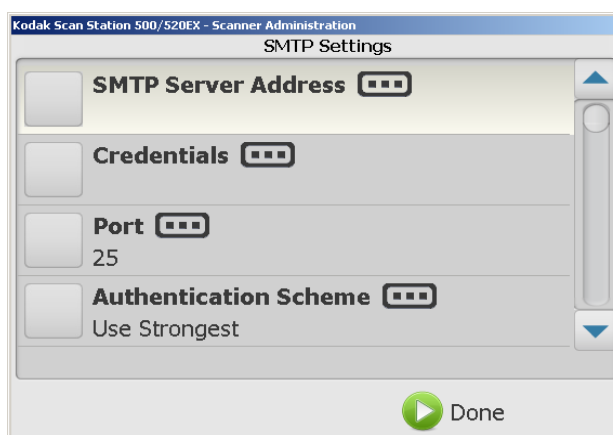 Kodak Scan Station 500/520EX - Scanner Administration
SMTP Settings
SMTP Server Address
Credentials
Port
25
Authentication Scheme
Use Strongest
Done